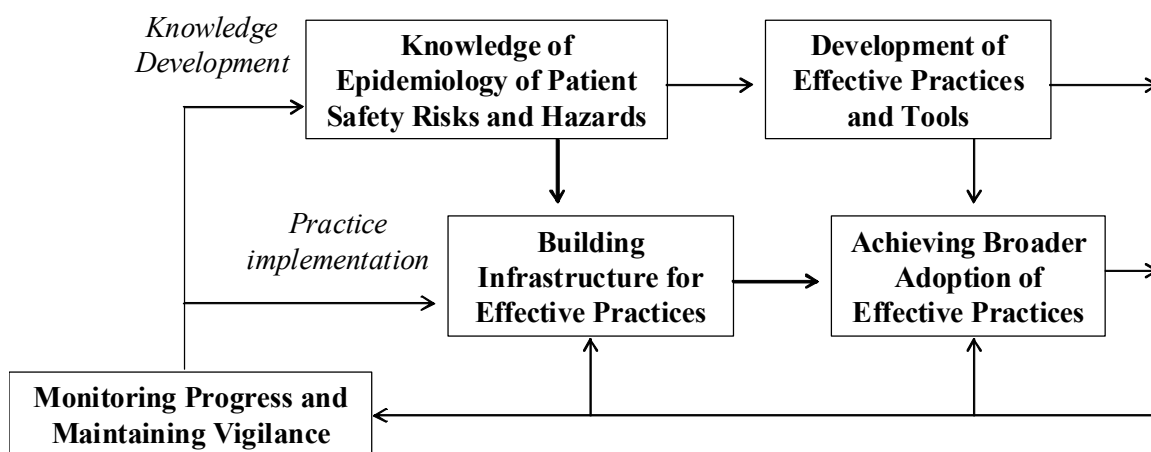 Knowledge
Development
Knowledge of
Epidemiology of Patient
Safety Risks and Hazards
Development of
Effective Practices
and Tools
Practice
implementation
Building
Infrastructure for
Effective Practices
Achieving Broader
Adoption of
Effective Practices
Monitoring Progress and
Maintaining Vigilance